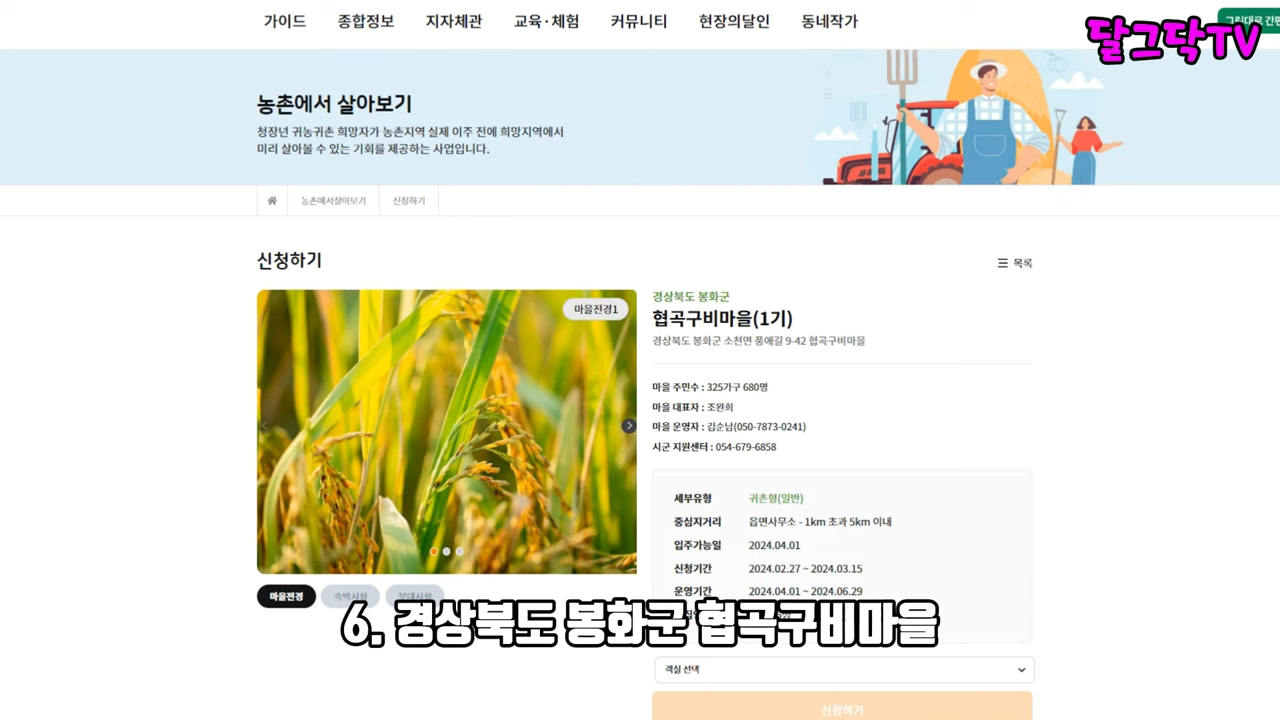 가이드 종합정보 지자체관 교육·체험 커뮤니티 현장의달인 동네작가
달그닥TV
농촌에서 살아보기
청장년 귀농귀촌 희망자가 농촌지역 실제 이주 전에 희망지역에서
미리 살아볼 수 있는 기회를 제공하는 사업입니다.
농촌에서살아보기 신청하기
신청하기
목록
마을전경1
경상북도 봉화군
협곡구비마을(1기)
경상북도 봉화군 소천면 풍애길 9-42 협곡구비마을
마을 주민수 : 325가구 680명
마을 대표자 : 조완희
마을 운영자 : 김순남(050-7873-0241)
시군 지원센터 : 054-679-6858
세부유형 귀촌형(일반)
중심지거리 읍면사무소 - 1km 초과 5km 이내
입주가능일 2024.04.01
신청기간 2024.02.27 ~ 2024.03.15
운영기간 2024.04.01 ~ 2024.06.29
마을전경 숙박시설 부대시설
6. 경상북도 봉화군 협곡구비마을
객실 선택
신청하기